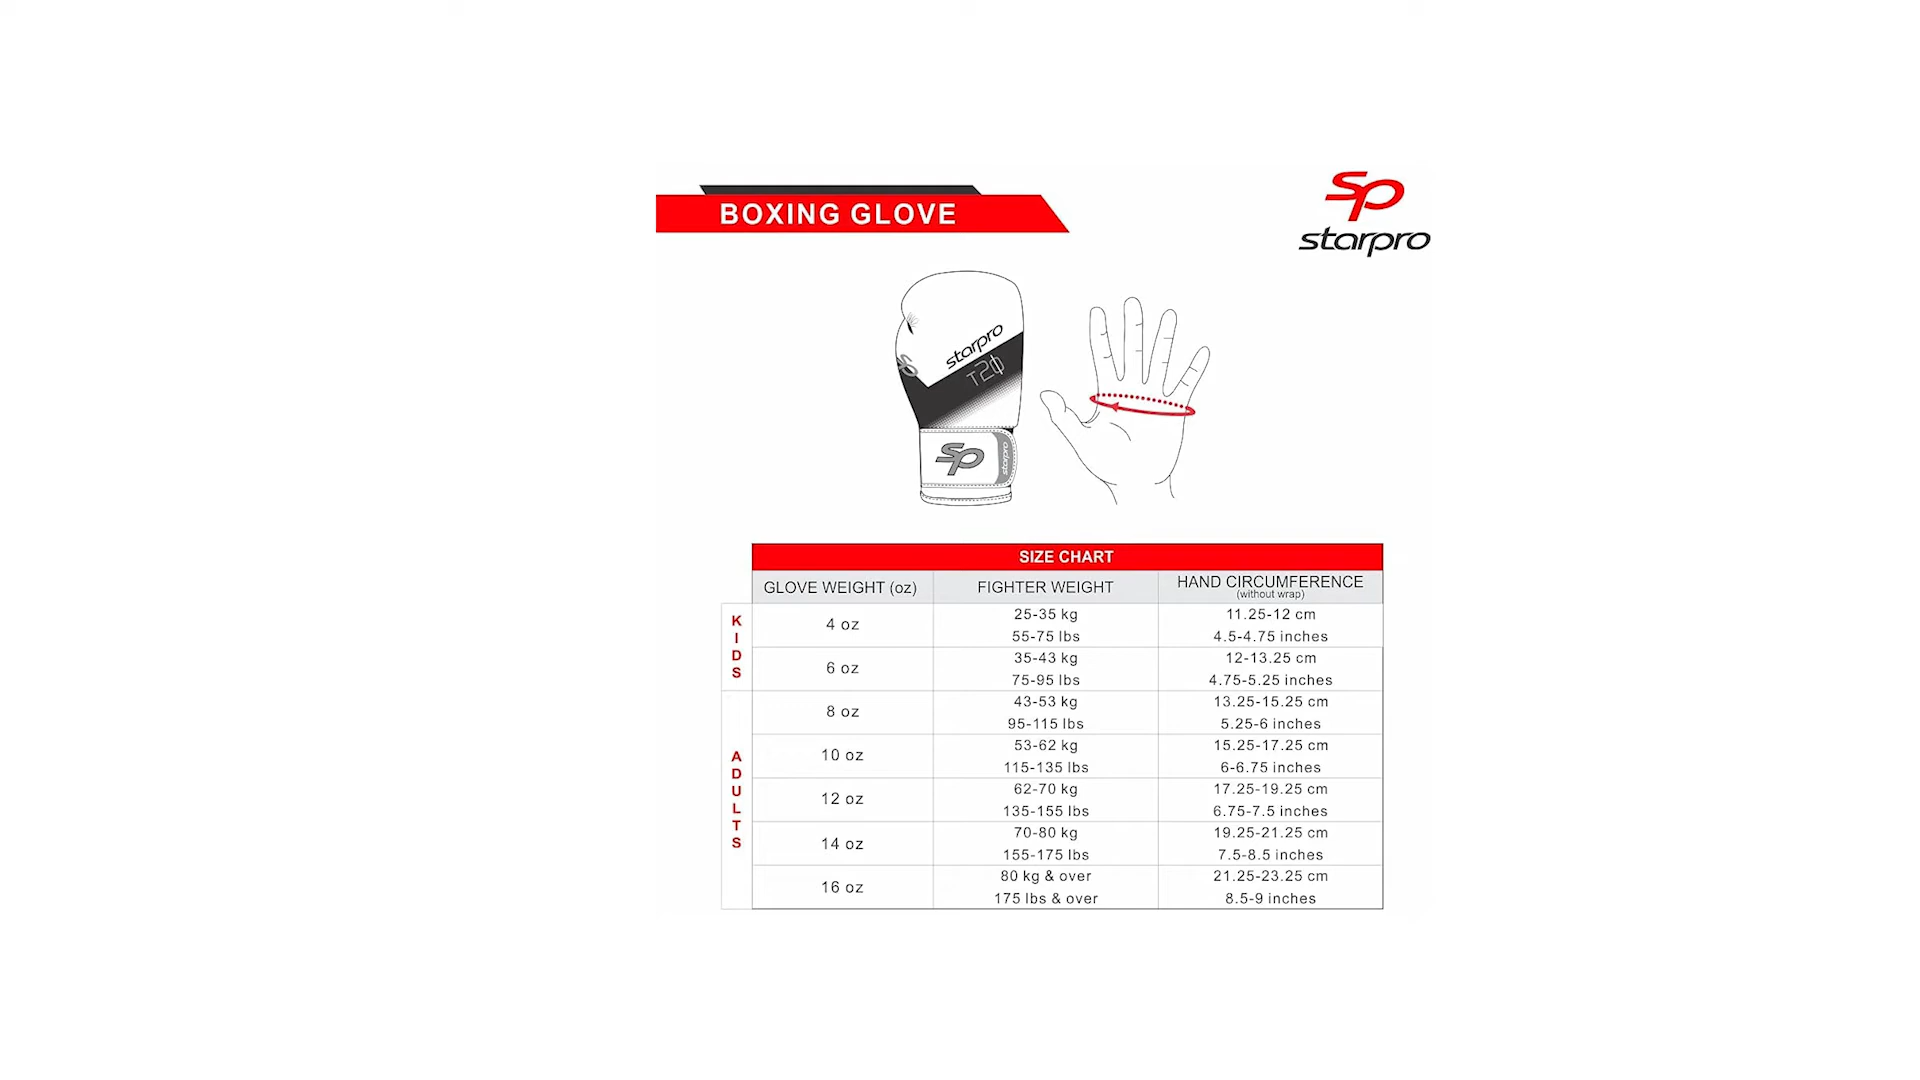 BOXING GLOVE
SP
starpro
starpro
T20
SP
SP
starpro
SIZE CHART
GLOVE WEIGHT (oz)
FIGHTER WEIGHT
HAND CIRCUMFERENCE
(without wrap)
KIDS
4 oz
25-35 kg
55-75 lbs
11.25-12 cm
4.5-4.75 inches
6 oz
35-43 kg
75-95 lbs
12-13.25 cm
4.75-5.25 inches
ADULTS
8 oz
43-53 kg
95-115 lbs
13.25-15.25 cm
5.25-6 inches
10 oz
53-62 kg
115-135 lbs
15.25-17.25 cm
6-6.75 inches
12 oz
62-70 kg
135-155 lbs
17.25-19.25 cm
6.75-7.5 inches
14 oz
70-80 kg
155-175 lbs
19.25-21.25 cm
7.5-8.5 inches
16 oz
80 kg & over
175 lbs & over
21.25-23.25 cm
8.5-9 inches